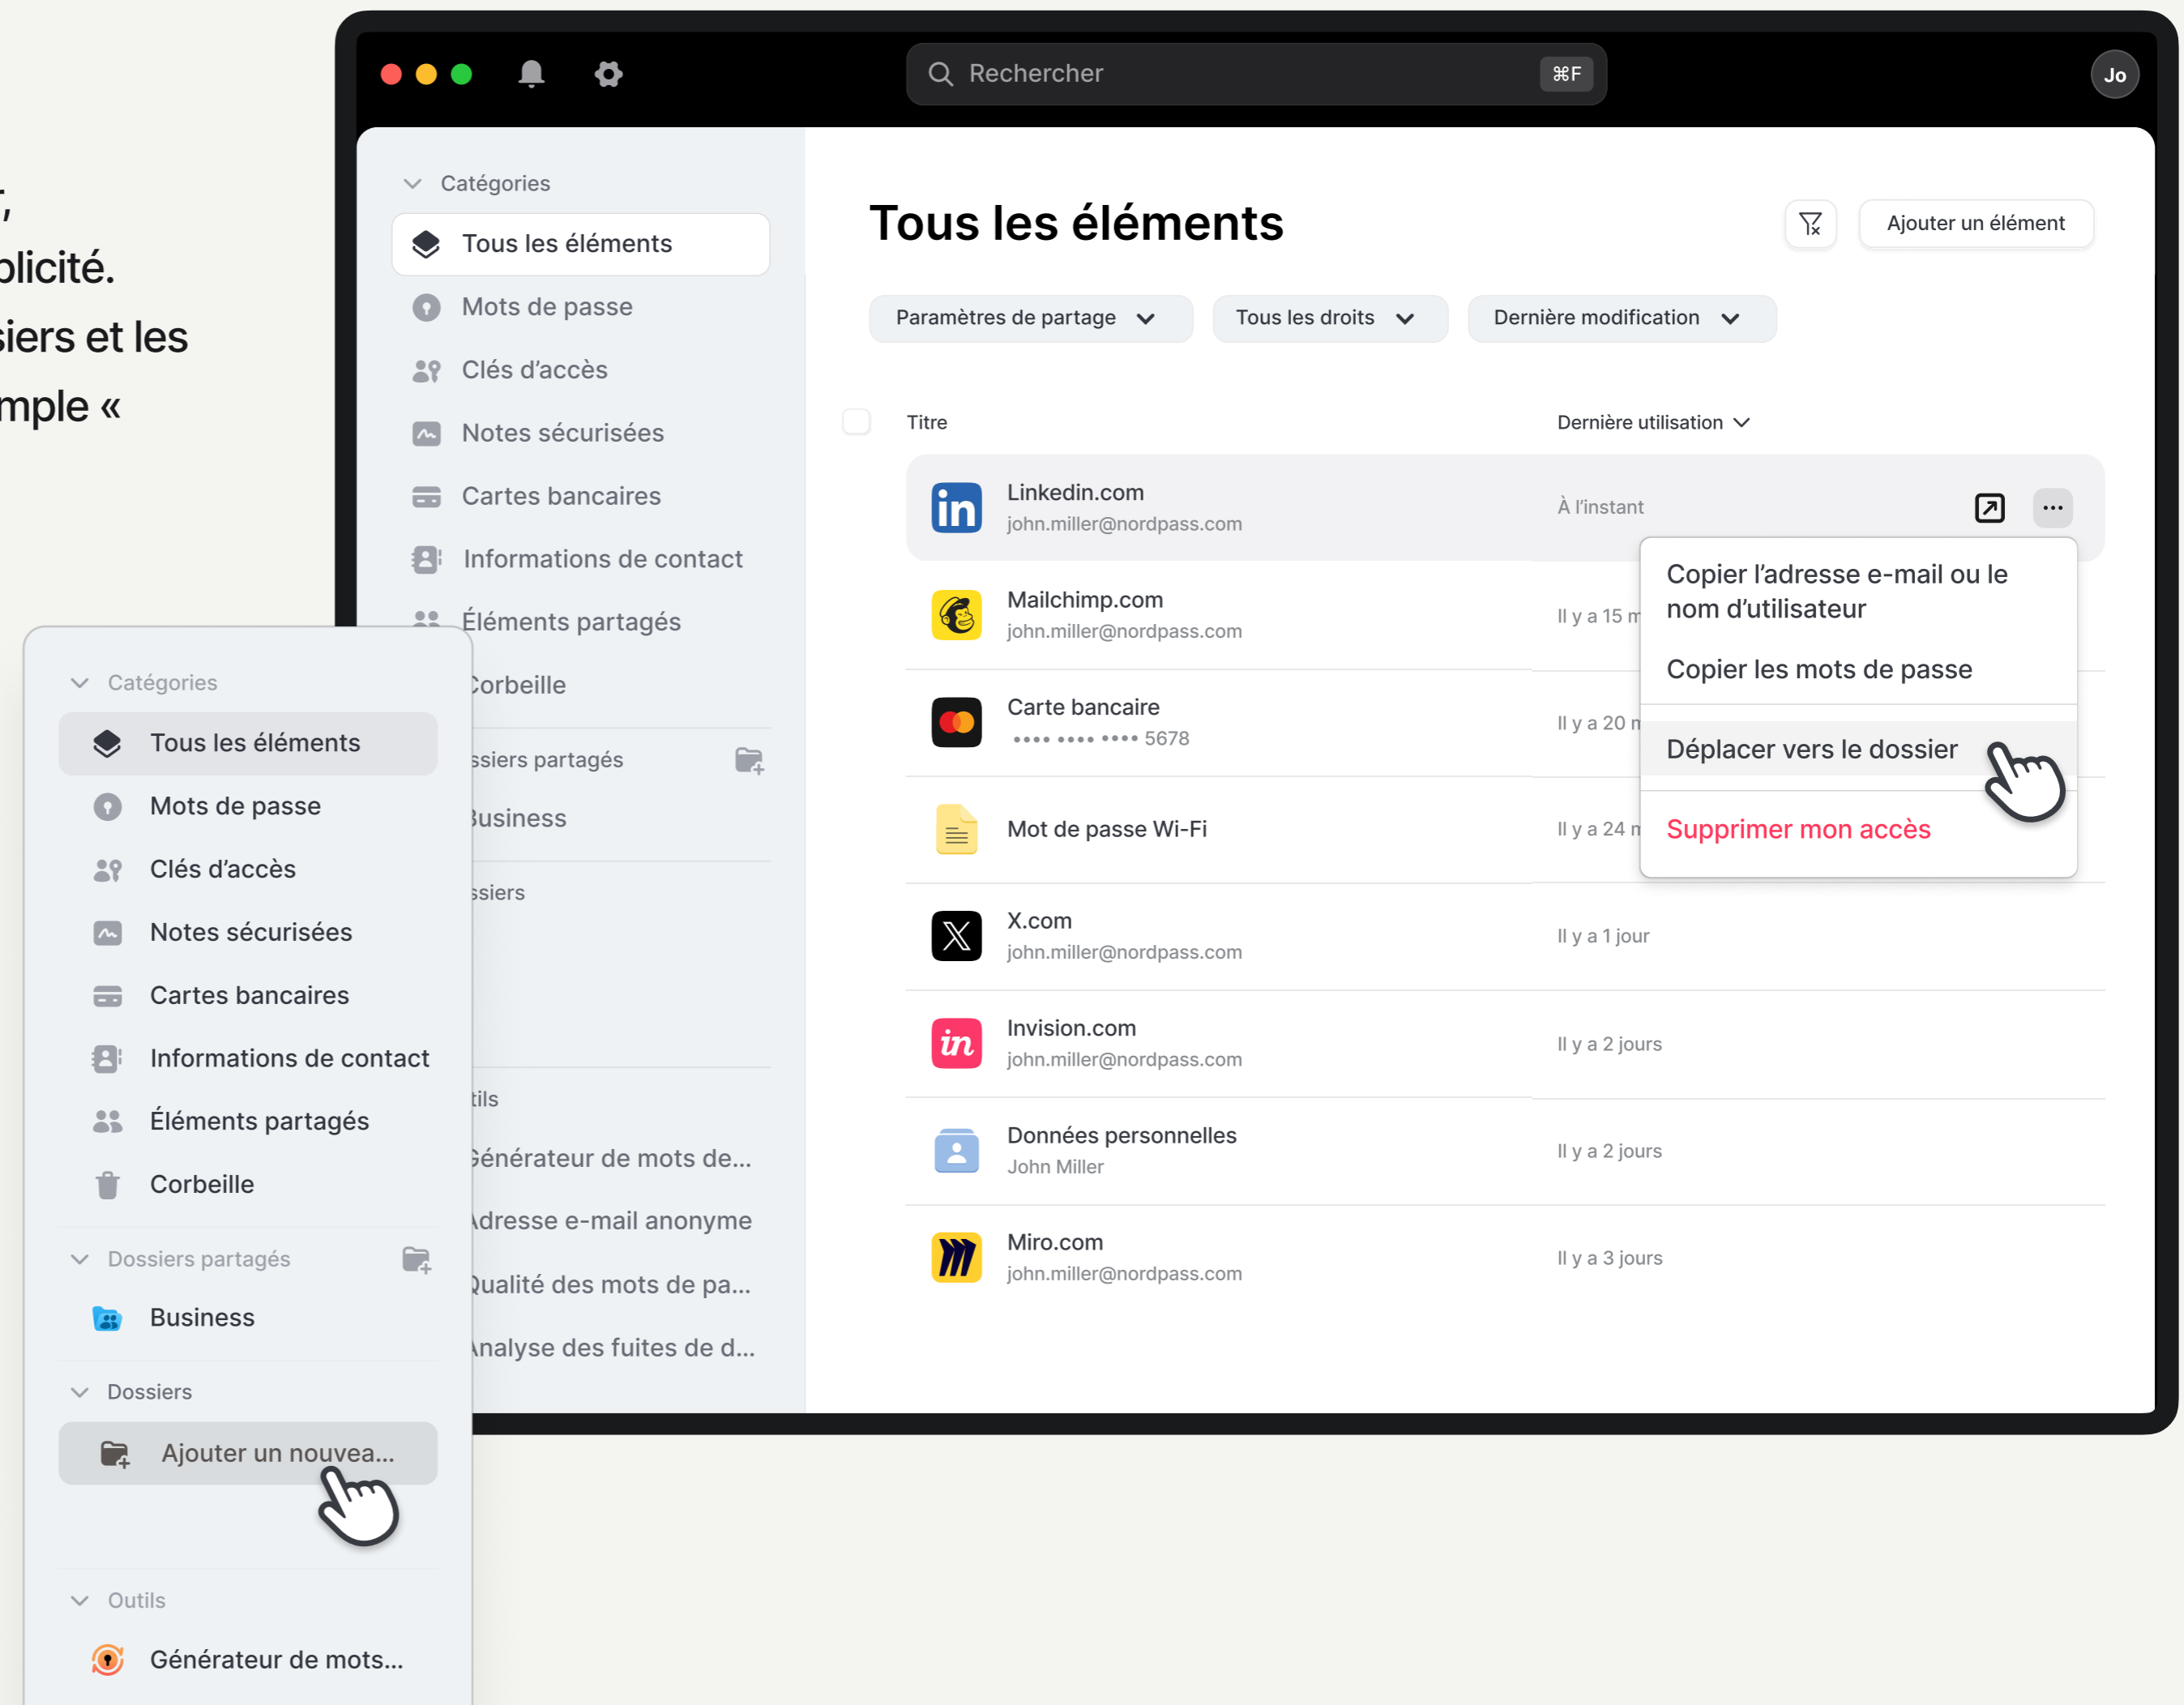 plicité.
siers et les
mple «
Rechercher
⌘F
Jo
Catégories
Tous les éléments
Mots de passe
Clés d’accès
Notes sécurisées
Cartes bancaires
Informations de contact
Éléments partagés
Corbeille
ssiers partagés
Business
ssiers
tils
Générateur de mots de...
Adresse e-mail anonyme
Qualité des mots de pa...
Analyse des fuites de d...
Tous les éléments
Ajouter un élément
Paramètres de partage
Tous les droits
Dernière modification
Titre
Dernière utilisation
Linkedin.com
john.miller@nordpass.com
À l’instant
Mailchimp.com
john.miller@nordpass.com
Il y a 15 m
Carte bancaire
•••• •••• •••• 5678
Il y a 20 m
Mot de passe Wi-Fi
Il y a 24 m
X.com
john.miller@nordpass.com
Il y a 1 jour
Invision.com
john.miller@nordpass.com
Il y a 2 jours
Données personnelles
John Miller
Il y a 2 jours
Miro.com
john.miller@nordpass.com
Il y a 3 jours
Copier l’adresse e-mail ou le
nom d’utilisateur
Copier les mots de passe
Déplacer vers le dossier
Supprimer mon accès
Catégories
Tous les éléments
Mots de passe
Clés d’accès
Notes sécurisées
Cartes bancaires
Informations de contact
Éléments partagés
Corbeille
Dossiers partagés
Business
Dossiers
Ajouter un nouvea...
Outils
Générateur de mots...